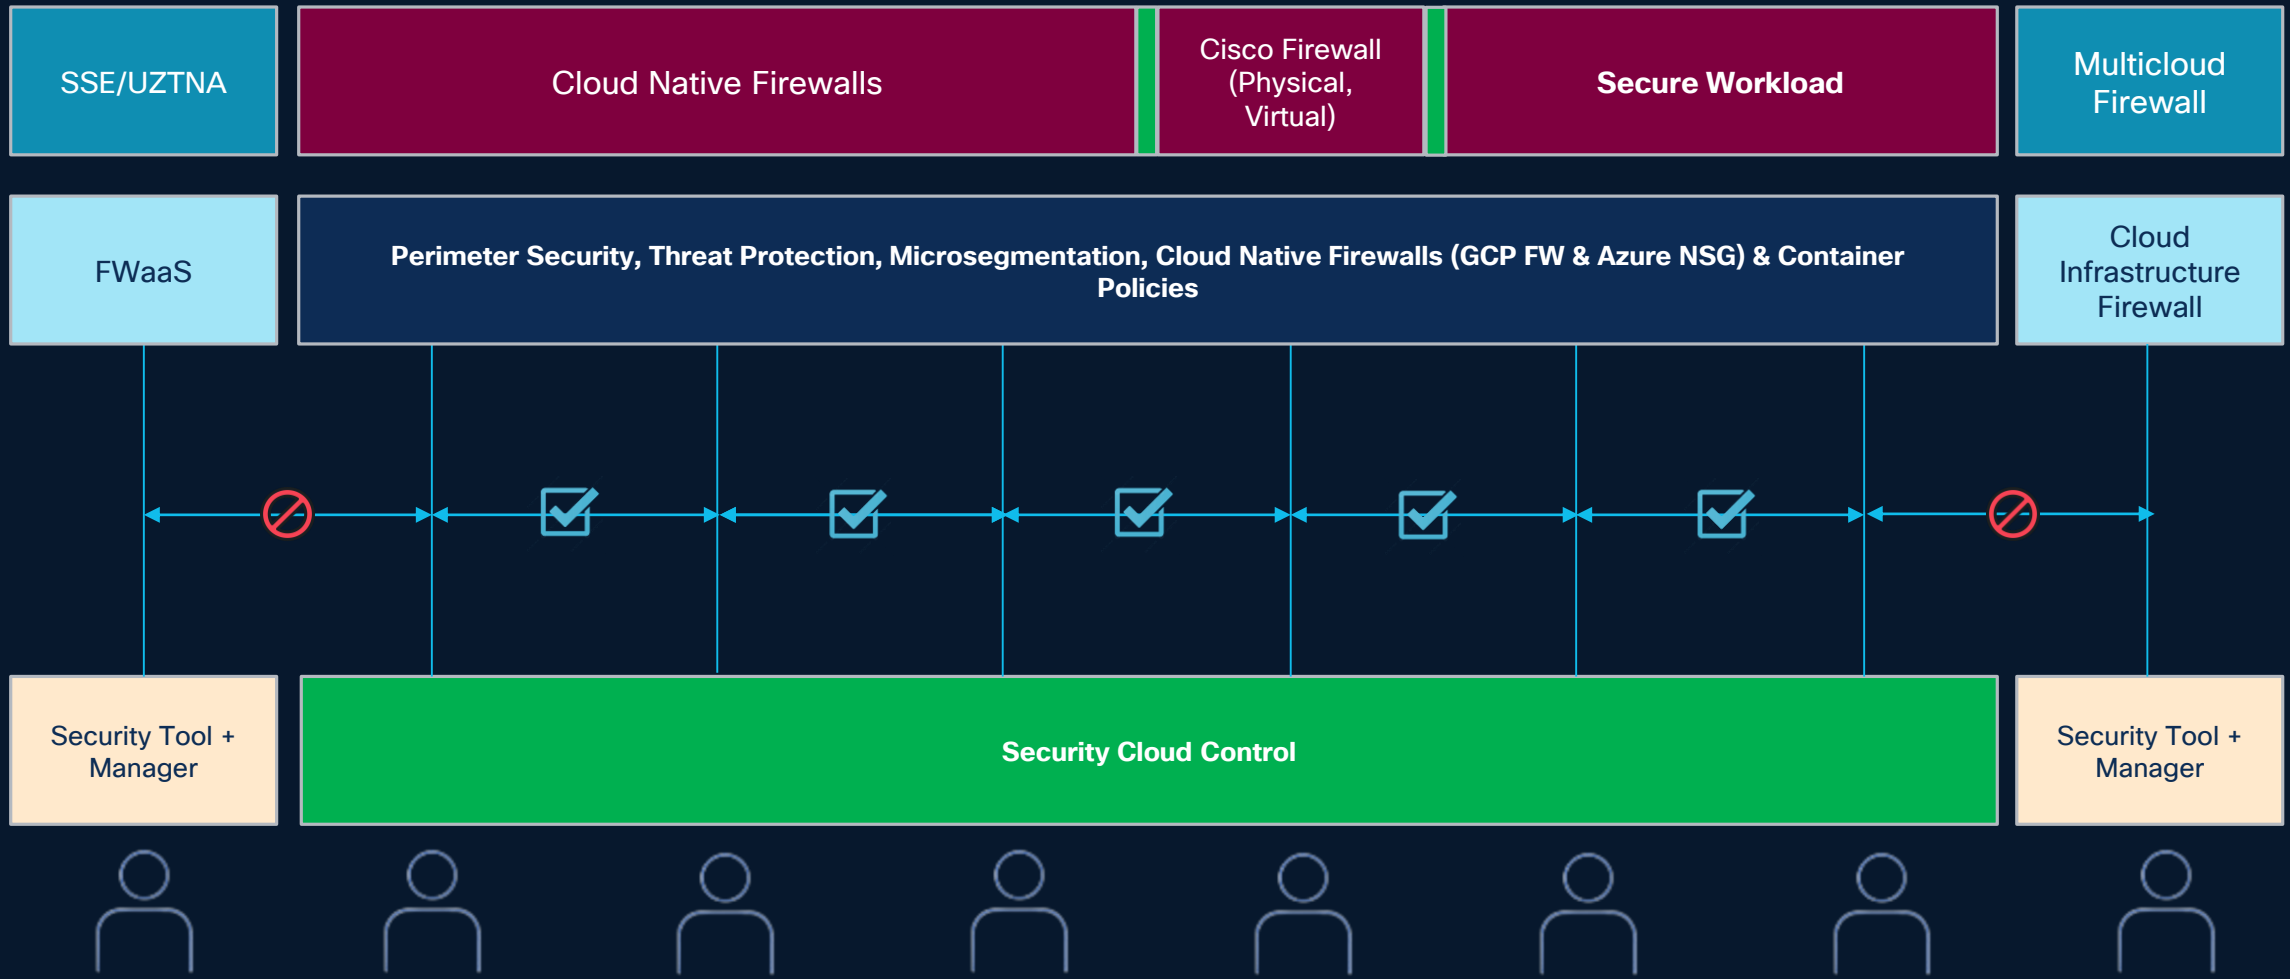 SSE/UZTNA
Cloud Native Firewalls
Cisco Firewall
(Physical,
Virtual)
Secure Workload
Multicloud
Firewall
FWaaS
Perimeter Security, Threat Protection, Microsegmentation, Cloud Native Firewalls (GCP FW & Azure NSG) & Container
Policies
Cloud
Infrastructure
Firewall
Security Tool +
Manager
Security Cloud Control
Security Tool +
Manager